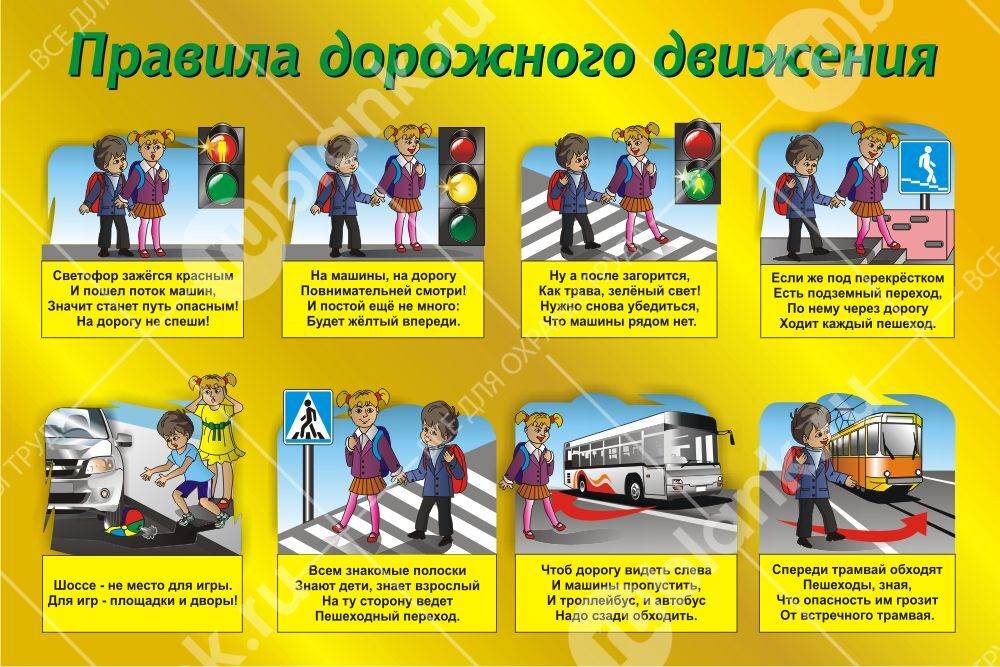 Правила дорожного движения
Светофор зажёгся красным
И пошел поток машин,
Значит станет путь опасным!
На дорогу не спеши!
На машины, на дорогу
Повнимательней смотри!
И постой ещё не много:
Будет жёлтый впереди.
Ну а после загорится,
Как трава, зелёный свет!
Нужно снова убедиться,
Что машины рядом нет.
Если же под перекрёстком
Есть подземный переход,
По нему через дорогу
Ходит каждый пешеход.
Шоссе - не место для игры.
Для игр - площадки и дворы!
Всем знакомые полоски
Знают дети, знает взрослый
На ту сторону ведет
Пешеходный переход.
Чтоб дорогу видеть слева
И машины пропустить,
И троллейбус, и автобус
Надо сзади обходить.
Спереди трамвай обходят
Пешеходы, зная,
Что опасность им грозит
От встречного трамвая.
rublank.ru